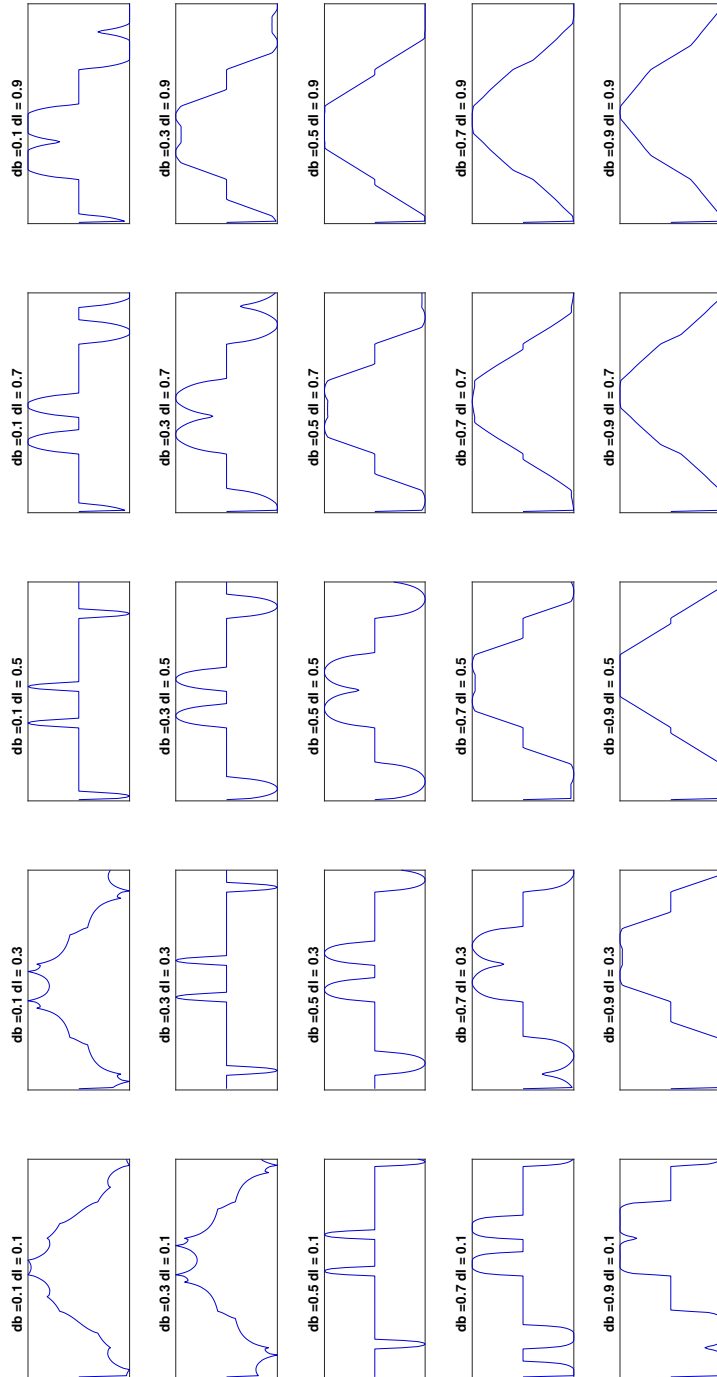 db =0.1 dl = 0.1
db =0.1 dl = 0.3
db =0.1 dl = 0.5
db =0.1 dl = 0.7
db =0.1 dl = 0.9
db =0.3 dl = 0.1
db =0.3 dl = 0.3
db =0.3 dl = 0.5
db =0.3 dl = 0.7
db =0.3 dl = 0.9
db =0.5 dl = 0.1
db =0.5 dl = 0.3
db =0.5 dl = 0.5
db =0.5 dl = 0.7
db =0.5 dl = 0.9
db =0.7 dl = 0.1
db =0.7 dl = 0.3
db =0.7 dl = 0.5
db =0.7 dl = 0.7
db =0.7 dl = 0.9
db =0.9 dl = 0.1
db =0.9 dl = 0.3
db =0.9 dl = 0.5
db =0.9 dl = 0.7
db =0.9 dl = 0.9